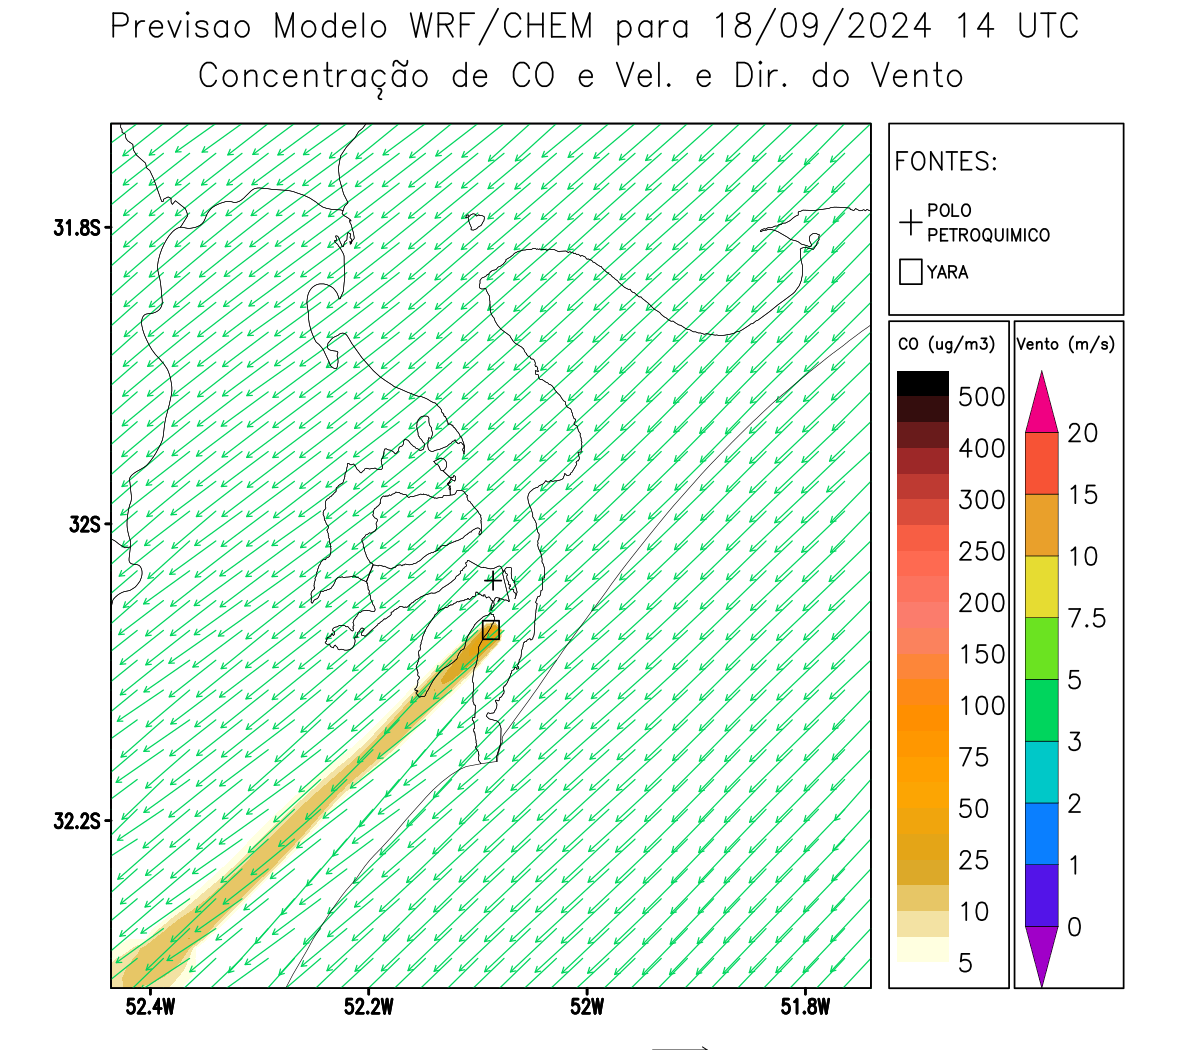 Previsao Modelo WRF/CHEM para 18/09/2024 14 UTC
Concentração de CO e Vel. e Dir. do Vento
FONTES:
POLO
PETROQUIMICO
YARA
CO (ug/m3)
500
400
300
250
200
150
100
75
50
25
10
5
Vento (m/s)
20
15
10
7.5
5
3
2
1
0
31.8S
32S
32.2S
52.4W
52.2W
52W
51.8W